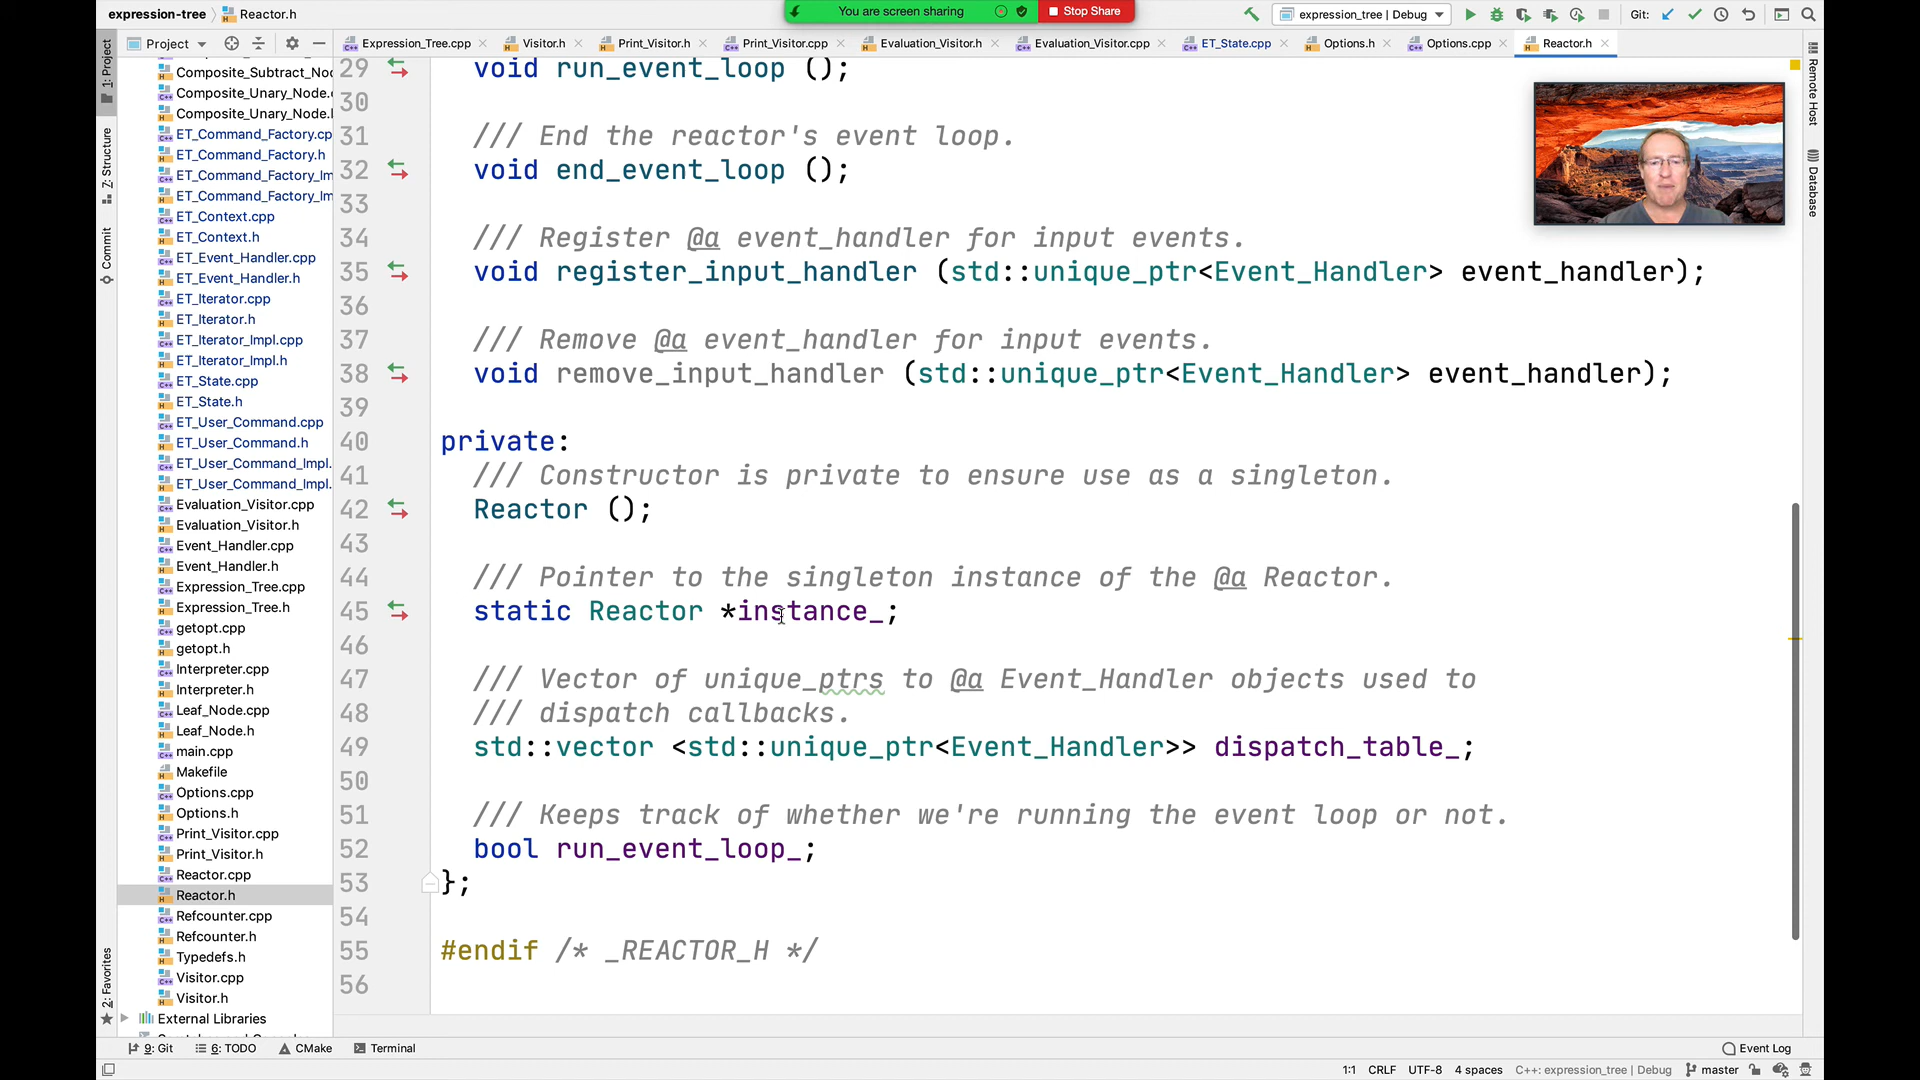 expression-tree
Reactor.h
You are screen sharing
Stop Share
expression_tree | Debug
Git:
Project
Expression_Tree.cpp
Visitor.h
Print_Visitor.h
Print_Visitor.cpp
Evaluation_Visitor.h
Evaluation_Visitor.cpp
ET_State.cpp
Options.h
Options.cpp
Reactor.h
1: Project
Z: Structure
Commit
2: Favorites
Composite_Subtract_Nod
Composite_Unary_Node.
Composite_Unary_Node.
ET_Command_Factory.cp
ET_Command_Factory.h
ET_Command_Factory_Im
ET_Command_Factory_Im
ET_Context.cpp
ET_Context.h
ET_Event_Handler.cpp
ET_Event_Handler.h
ET_Iterator.cpp
ET_Iterator.h
ET_Iterator_Impl.cpp
ET_Iterator_Impl.h
ET_State.cpp
ET_State.h
ET_User_Command.cpp
ET_User_Command.h
ET_User_Command_Impl.
ET_User_Command_Impl.
Evaluation_Visitor.cpp
Evaluation_Visitor.h
Event_Handler.cpp
Event_Handler.h
Expression_Tree.cpp
Expression_Tree.h
getopt.cpp
getopt.h
Interpreter.cpp
Interpreter.h
Leaf_Node.cpp
Leaf_Node.h
main.cpp
Makefile
Options.cpp
Options.h
Print_Visitor.cpp
Print_Visitor.h
Reactor.cpp
Reactor.h
Refcounter.cpp
Refcounter.h
Typedefs.h
Visitor.cpp
Visitor.h
External Libraries
29 void run_event_loop ();
30
31 /// End the reactor's event loop.
32 void end_event_loop ();
33
34 /// Register @a event_handler for input events.
35 void register_input_handler (std::unique_ptr<Event_Handler> event_handler);
36
37 /// Remove @a event_handler for input events.
38 void remove_input_handler (std::unique_ptr<Event_Handler> event_handler);
39
40 private:
41 /// Constructor is private to ensure use as a singleton.
42 Reactor ();
43
44 /// Pointer to the singleton instance of the @a Reactor.
45 static Reactor *instance_;
46
47 /// Vector of unique_ptrs to @a Event_Handler objects used to
48 /// dispatch callbacks.
49 std::vector <std::unique_ptr<Event_Handler>> dispatch_table_;
50
51 /// Keeps track of whether we're running the event loop or not.
52 bool run_event_loop_;
53 };
54
55 #endif /* _REACTOR_H */
56
Remote Host
Database
9: Git
6: TODO
CMake
Terminal
Event Log
1:1 CRLF UTF-8 4 spaces C++: expression_tree | Debug master